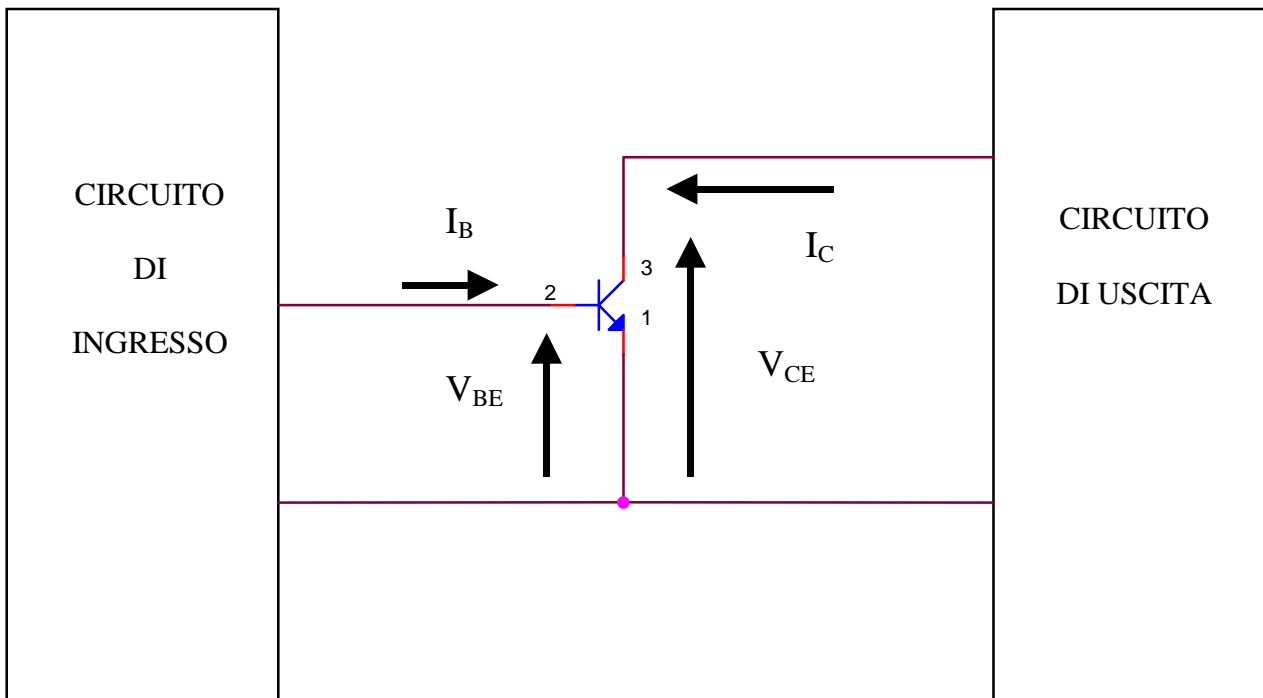 CIRCUITO
DI
INGRESSO
I_B
2
V_BE
3
1
I_C
V_CE
CIRCUITO
DI USCITA